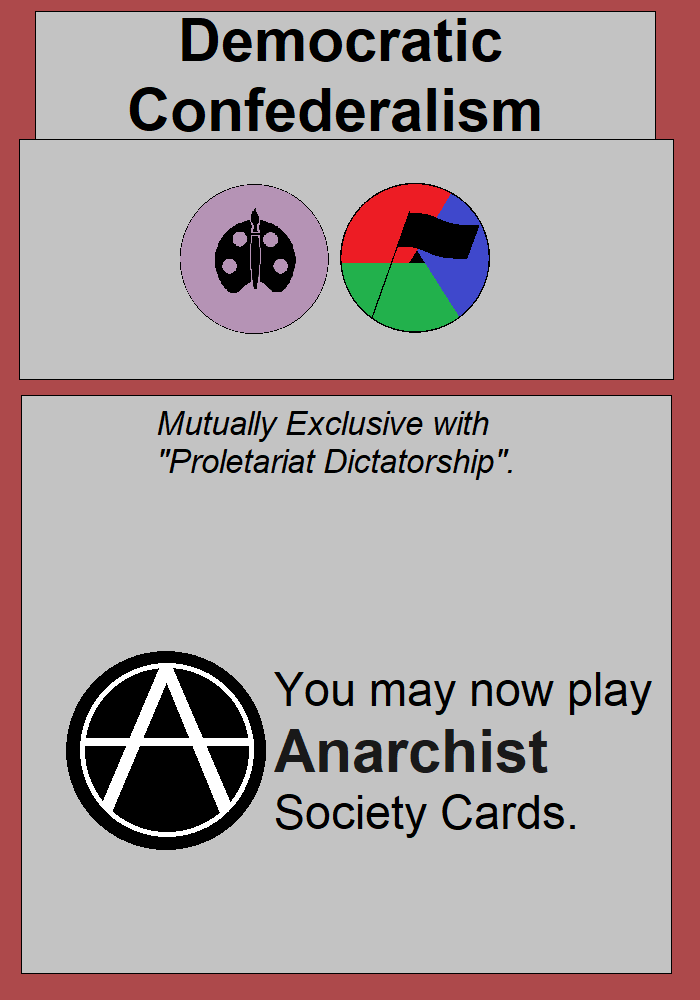 Democratic
Confederalism
Mutually Exclusive with
"Proletariat Dictatorship".
You may now play
Anarchist
Society Cards.